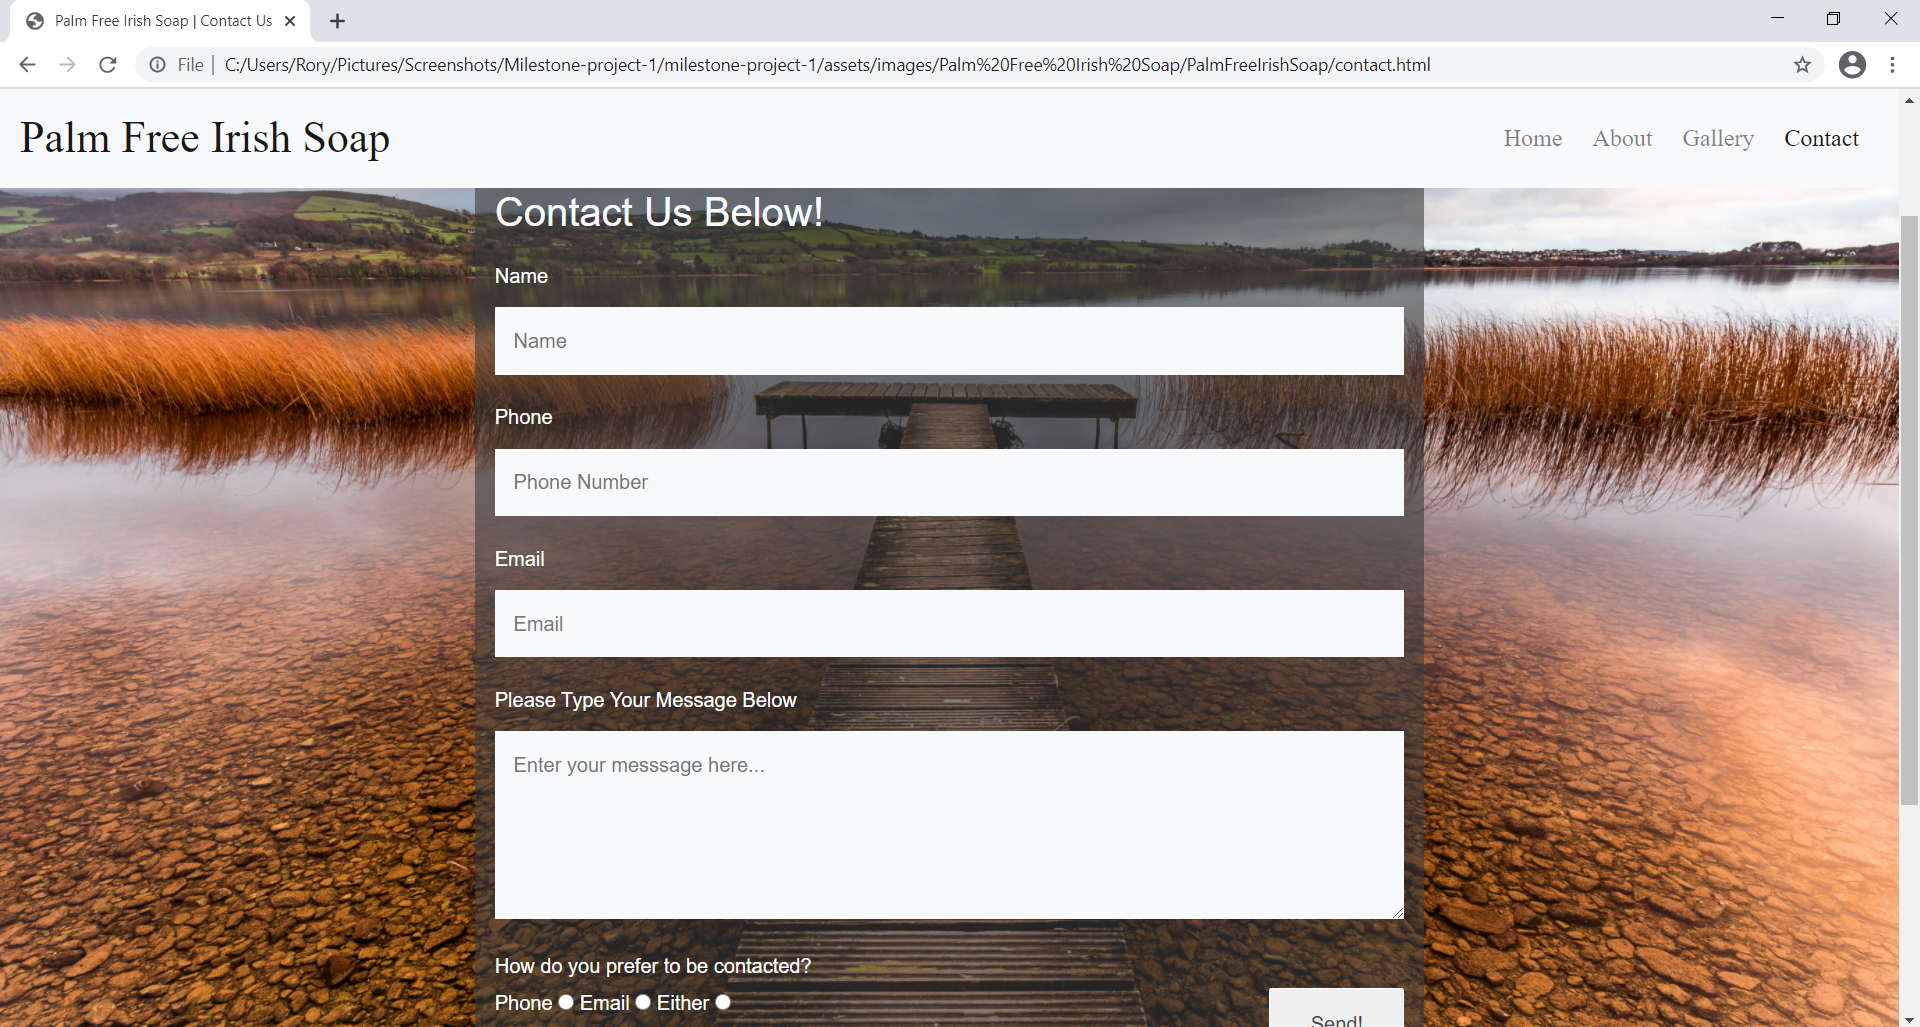 Palm Free Irish Soap | Contact Us
File | C:/Users/Rory/Pictures/Screenshots/Milestone-project-1/milestone-project-1/assets/images/Palm%20Free%20Irish%20Soap/PalmFreeIrishSoap/contact.html
Palm Free Irish Soap Home About Gallery Contact
Contact Us Below!
Name
Name
Phone
Phone Number
Email
Email
Please Type Your Message Below
Enter your messsage here...
How do you prefer to be contacted?
Phone Email Either
Send!